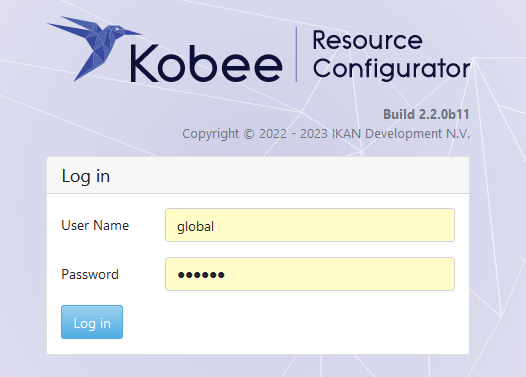 Kobee
Resource
Configurator
Build 2.2.0b11
Copyright © 2022 - 2023 IKAN Development N.V.
Log in
User Name
global
Password
●●●●●●
Log in